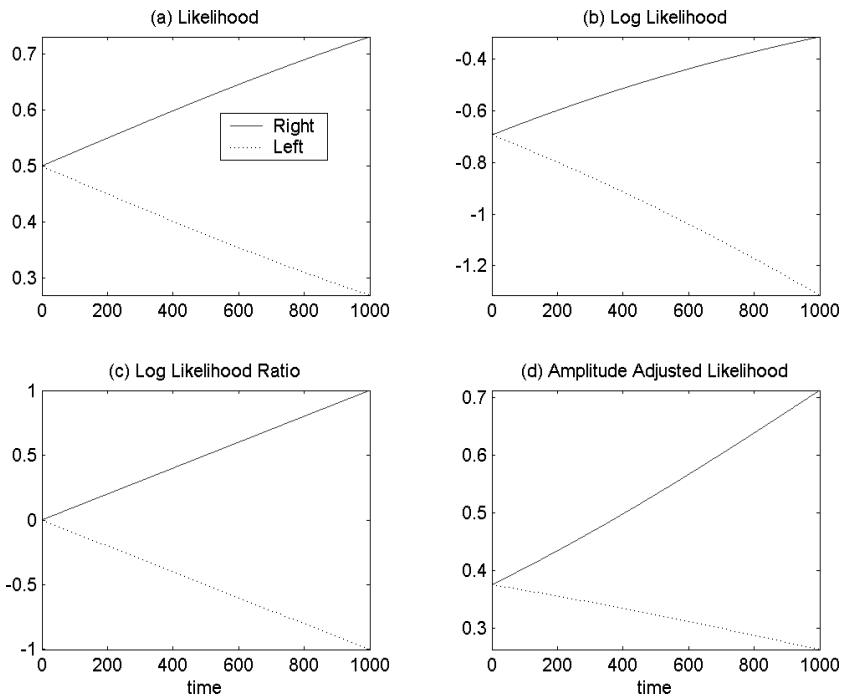 (a) Likelihood
0.7
0.6
0.5
0.4
0.3
0 200 400 600 800 1000
Right
Left
(b) Log Likelihood
-0.4
-0.6
-0.8
-1
-1.2
0 200 400 600 800 1000
(c) Log Likelihood Ratio
1
0.5
0
-0.5
-1
0 200 400 600 800 1000
time
(d) Amplitude Adjusted Likelihood
0.7
0.6
0.5
0.4
0.3
0 200 400 600 800 1000
time